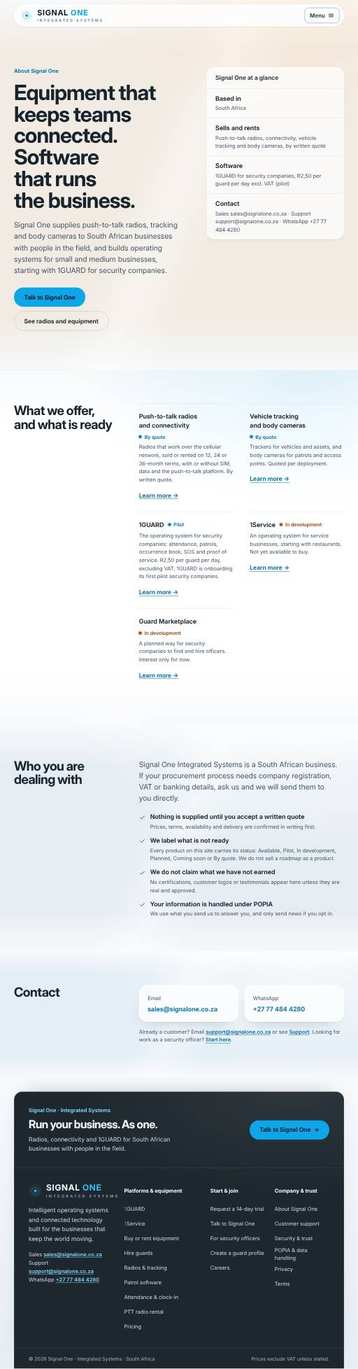 SIGNAL ONE
INTEGRATED SYSTEMS
Menu
About Signal One
Equipment that
keeps teams
connected.
Software
that runs
the business.
Signal One supplies push-to-talk radios, tracking
and body cameras to South African businesses
with people in the field, and builds operating
systems for small and medium businesses,
starting with 1GUARD for security companies.
Talk to Signal One
See radios and equipment
Signal One at a glance
Based in
South Africa
Sells and rents
Push-to-talk radios, connectivity, vehicle
tracking and body cameras, by written quote
Software
1GUARD for security companies, R2,50 per
guard per day excl. VAT (pilot)
Contact
Sales sales@signalone.co.za · Support
support@signalone.co.za · WhatsApp +27 77
484 4280
What we offer,
and what is ready
Push-to-talk radios
and connectivity
By quote
Radios that work over the cellular
network, sold or rented on 12, 24 or
36-month terms, with or without SIM,
data and the push-to-talk platform. By
written quote.
Learn more →
Vehicle tracking
and body cameras
By quote
Trackers for vehicles and assets, and
body cameras for patrols and access
points. Quoted per deployment.
Learn more →
1GUARD Pilot
The operating system for security
companies: attendance, patrols,
occurrence book, SOS and proof of
service. R2,50 per guard per day,
excluding VAT. 1GUARD is onboarding
its first pilot security companies.
Learn more →
1Service In development
An operating system for service
businesses, starting with restaurants.
Not yet available to buy.
Learn more →
Guard Marketplace
In development
A planned way for security
companies to find and hire officers.
Interest only for now.
Learn more →
Who you are
dealing with
Signal One Integrated Systems is a South African business.
If your procurement process needs company registration,
VAT or banking details, ask us and we will send them to
you directly.
Nothing is supplied until you accept a written quote
Prices, terms, availability and delivery are confirmed in writing first.
We label what is not ready
Every product on this site carries its status: Available, Pilot, In development,
Planned, Coming soon or By quote. We do not sell a roadmap as a product.
We do not claim what we have not earned
No certifications, customer logos or testimonials appear here unless they are
real and approved.
Your information is handled under POPIA
We use what you send us to answer you, and only send news if you opt in.
Contact
Email
sales@signalone.co.za
WhatsApp
+27 77 484 4280
Already a customer? Email support@signalone.co.za or see Support. Looking for
work as a security officer? Start here.
Signal One · Integrated Systems
Run your business. As one.
Radios, connectivity and 1GUARD for South African
businesses with people in the field.
Talk to Signal One →
SIGNAL ONE
INTEGRATED SYSTEMS
Intelligent operating systems
and connected technology
built for the businesses that
keep the world moving.
Sales sales@signalone.co.za
Support
support@signalone.co.za
WhatsApp +27 77 484 4280
Platforms & equipment
1GUARD
1Service
Buy or rent equipment
Hire guards
Radios & tracking
Patrol software
Attendance & clock-in
PTT radio rental
Pricing
Start & join
Request a 14-day trial
Talk to Signal One
For security officers
Create a guard profile
Careers
Company & trust
About Signal One
Customer support
Security & trust
POPIA & data
handling
Privacy
Terms
© 2026 Signal One · Integrated Systems · South Africa
Prices exclude VAT unless stated.